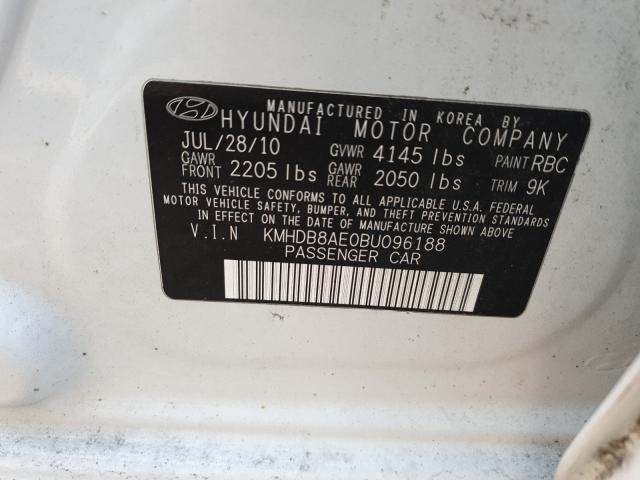 MANUFACTURED IN KOREA BY
HYUNDAI MOTOR COMPANY
JUL/28/10 GVWR 4145 lbs PAINT RBC
GAWR FRONT 2205 lbs GAWR REAR 2050 lbs TRIM 9K
THIS VEHICLE CONFORMS TO ALL APPLICABLE U.S.A. FEDERAL
MOTOR VEHICLE SAFETY, BUMPER, AND THEFT PREVENTION STANDARDS
IN EFFECT ON THE DATE OF MANUFACTURE SHOWN ABOVE.
V.I.N KMHDB8AE0BU096188
PASSENGER CAR